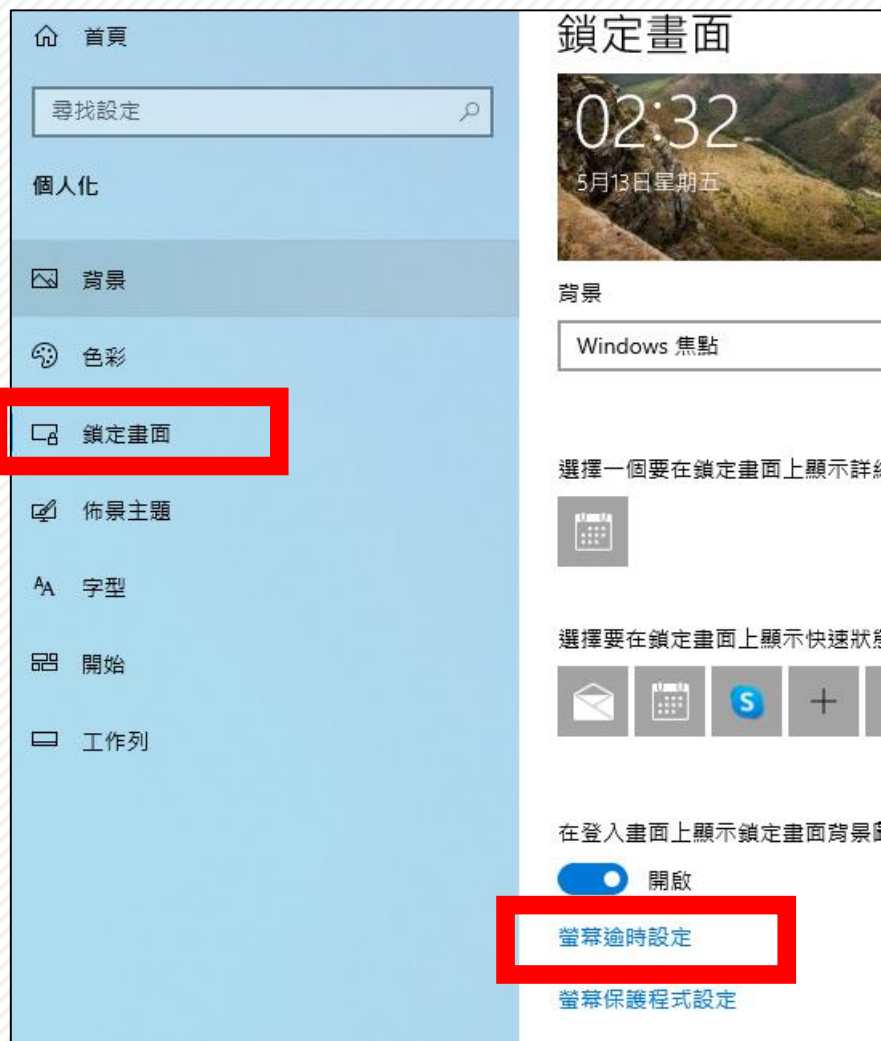 首頁
尋找設定
個人化
背景
色彩
鎖定畫面
佈景主題
字型
開始
工作列
鎖定畫面
02:32
5月13日星期五
背景
Windows 焦點
選擇一個要在鎖定畫面上顯示詳
選擇要在鎖定畫面上顯示快速狀
在登入畫面上顯示鎖定畫面背景
開啟
螢幕逾時設定
螢幕保護程式設定